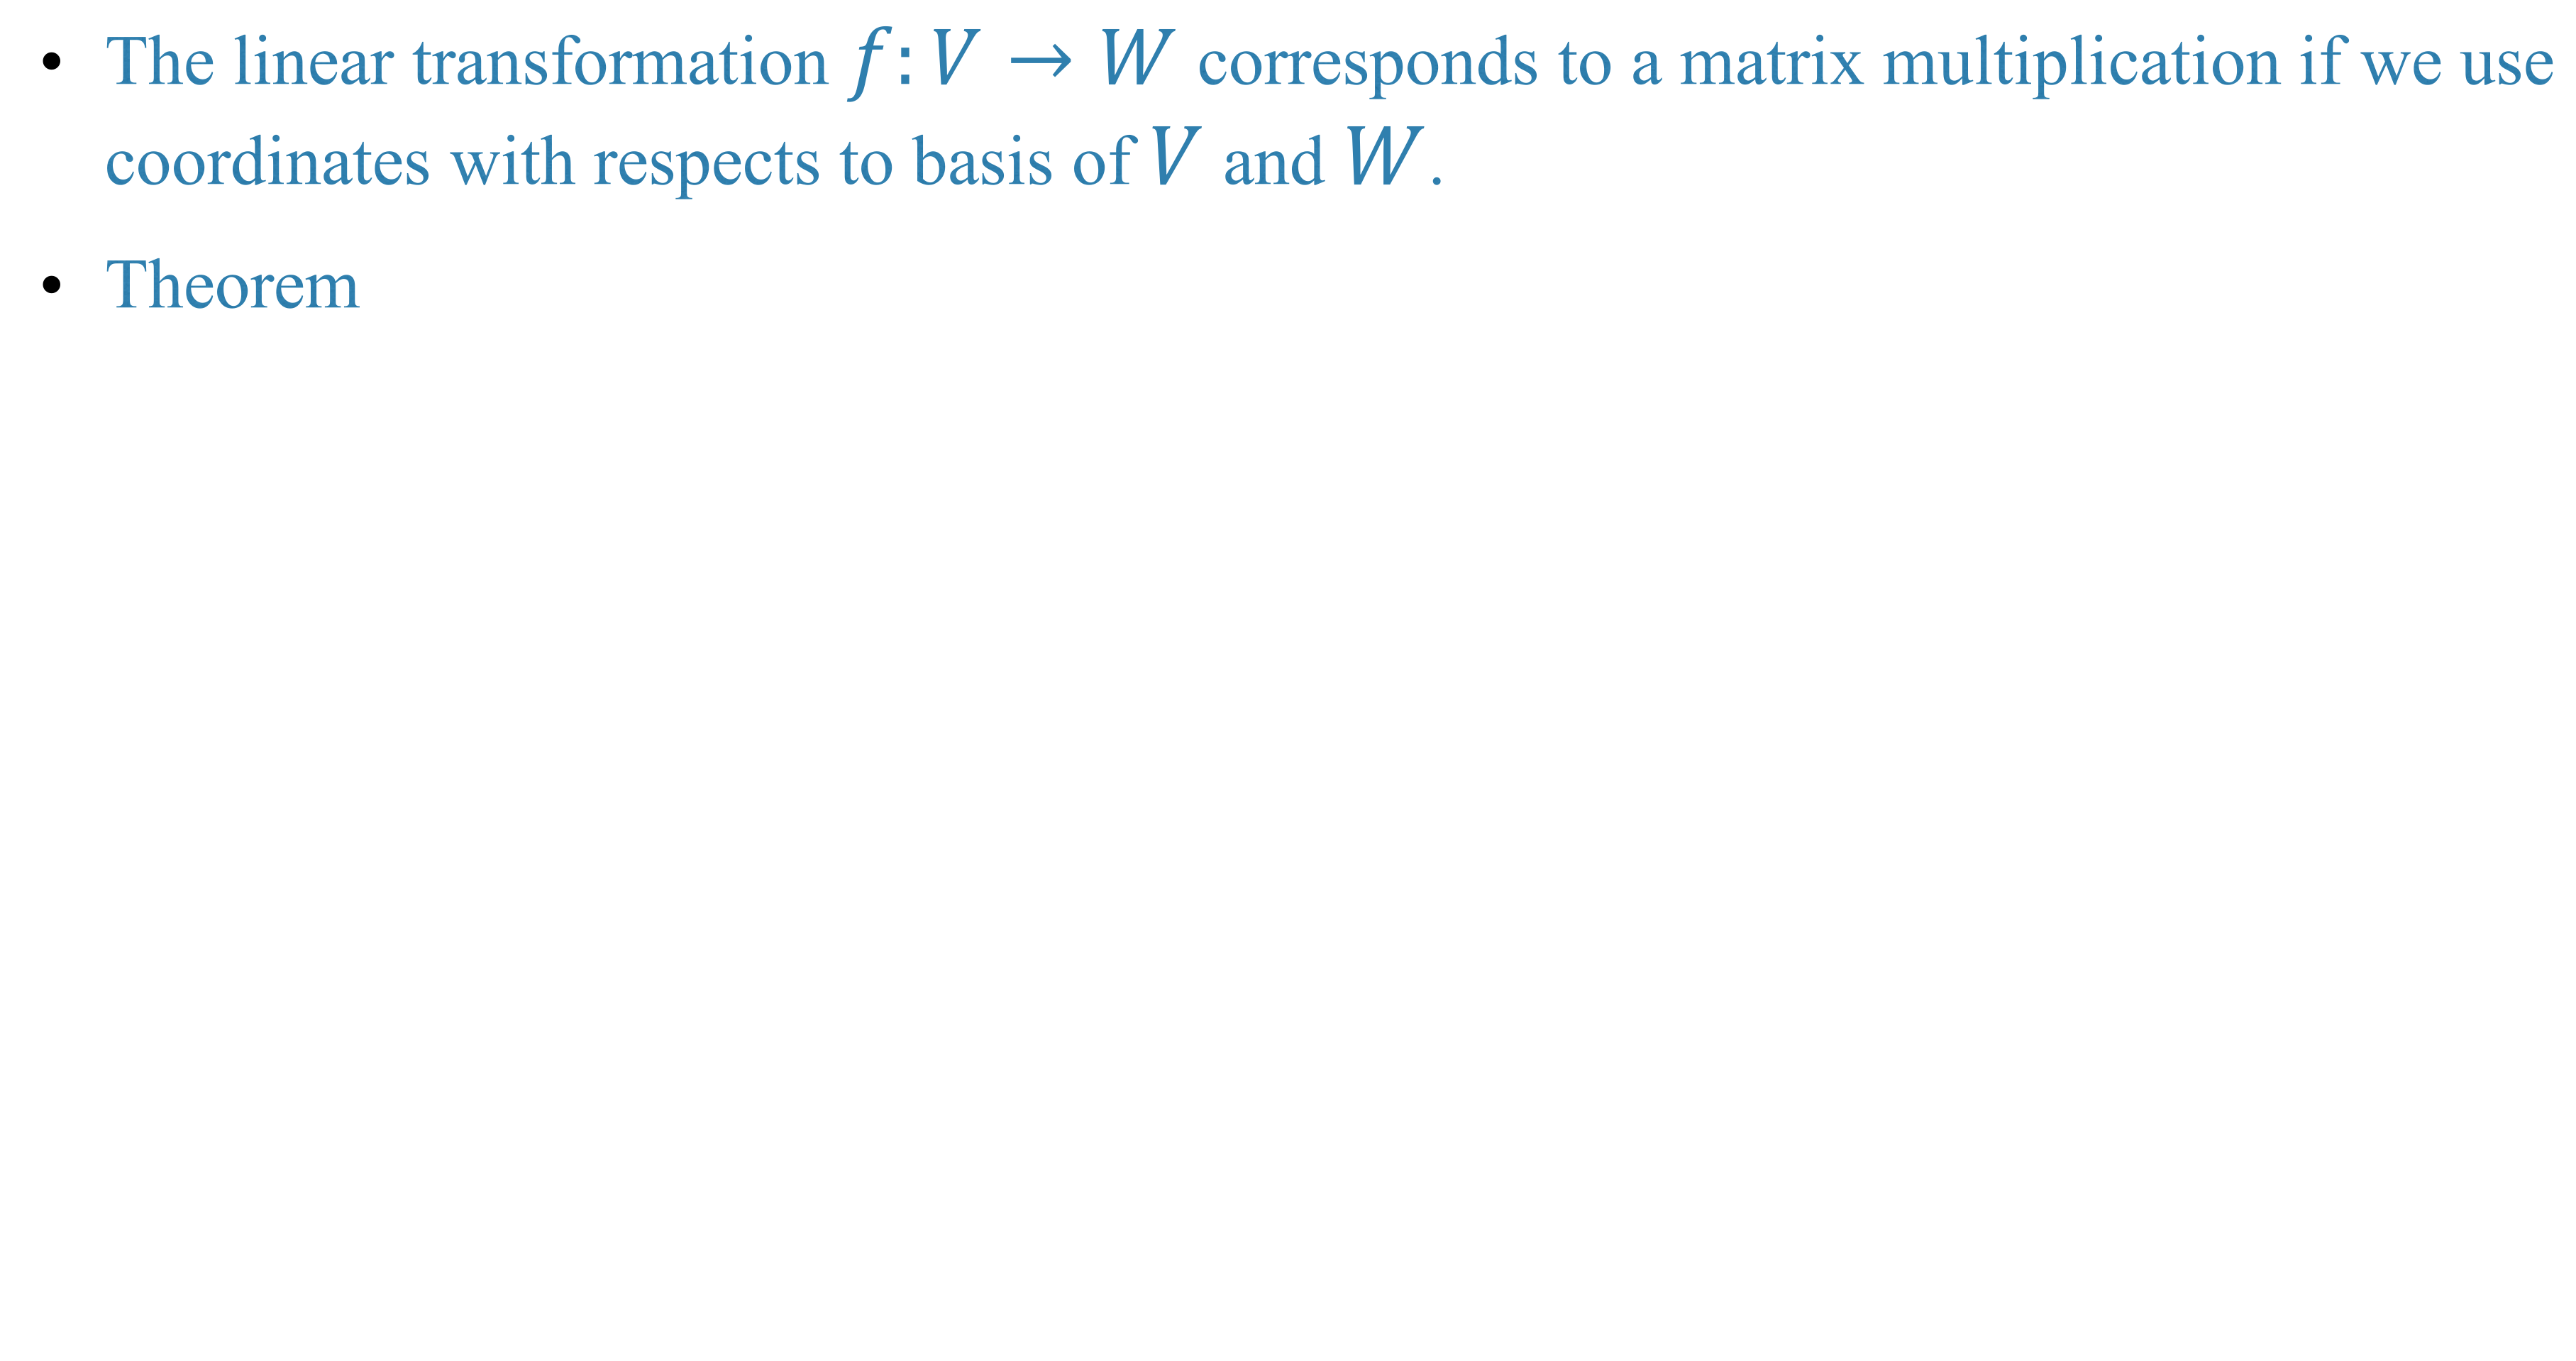 • The linear transformation f: V → W corresponds to a matrix multiplication if we use
coordinates with respects to basis of V and W.
• Theorem